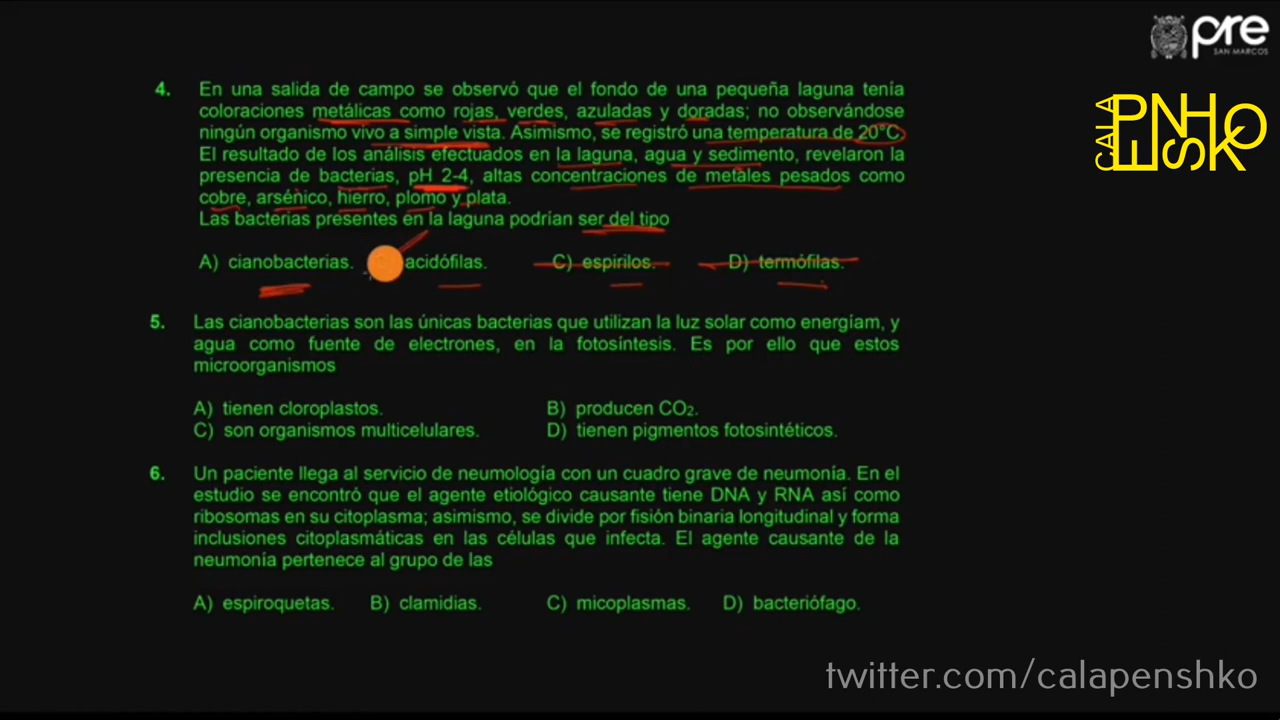 pre
SAN MARCOS
CALA
PENSHKO
4. En una salida de campo se observó que el fondo de una pequeña laguna tenía
coloraciones metálicas como rojas, verdes, azuladas y doradas; no observándose
ningún organismo vivo a simple vista. Asimismo, se registró una temperatura de 20°C.
El resultado de los análisis efectuados en la laguna, agua y sedimento, revelaron la
presencia de bacterias, pH 2-4, altas concentraciones de metales pesados como
cobre, arsénico, hierro, plomo y plata.
Las bacterias presentes en la laguna podrían ser del tipo
A) cianobacterias. acidófilas. C) espirilos. D) termófilas.
5. Las cianobacterias son las únicas bacterias que utilizan la luz solar como energíam, y
agua como fuente de electrones, en la fotosíntesis. Es por ello que estos
microorganismos
A) tienen cloroplastos. B) producen CO₂.
C) son organismos multicelulares. D) tienen pigmentos fotosintéticos.
6. Un paciente llega al servicio de neumología con un cuadro grave de neumonía. En el
estudio se encontró que el agente etiológico causante tiene DNA y RNA así como
ribosomas en su citoplasma; asimismo, se divide por fisión binaria longitudinal y forma
inclusiones citoplasmáticas en las células que infecta. El agente causante de la
neumonía pertenece al grupo de las
A) espiroquetas. B) clamidias. C) micoplasmas. D) bacteriófago.
twitter.com/calapenshko